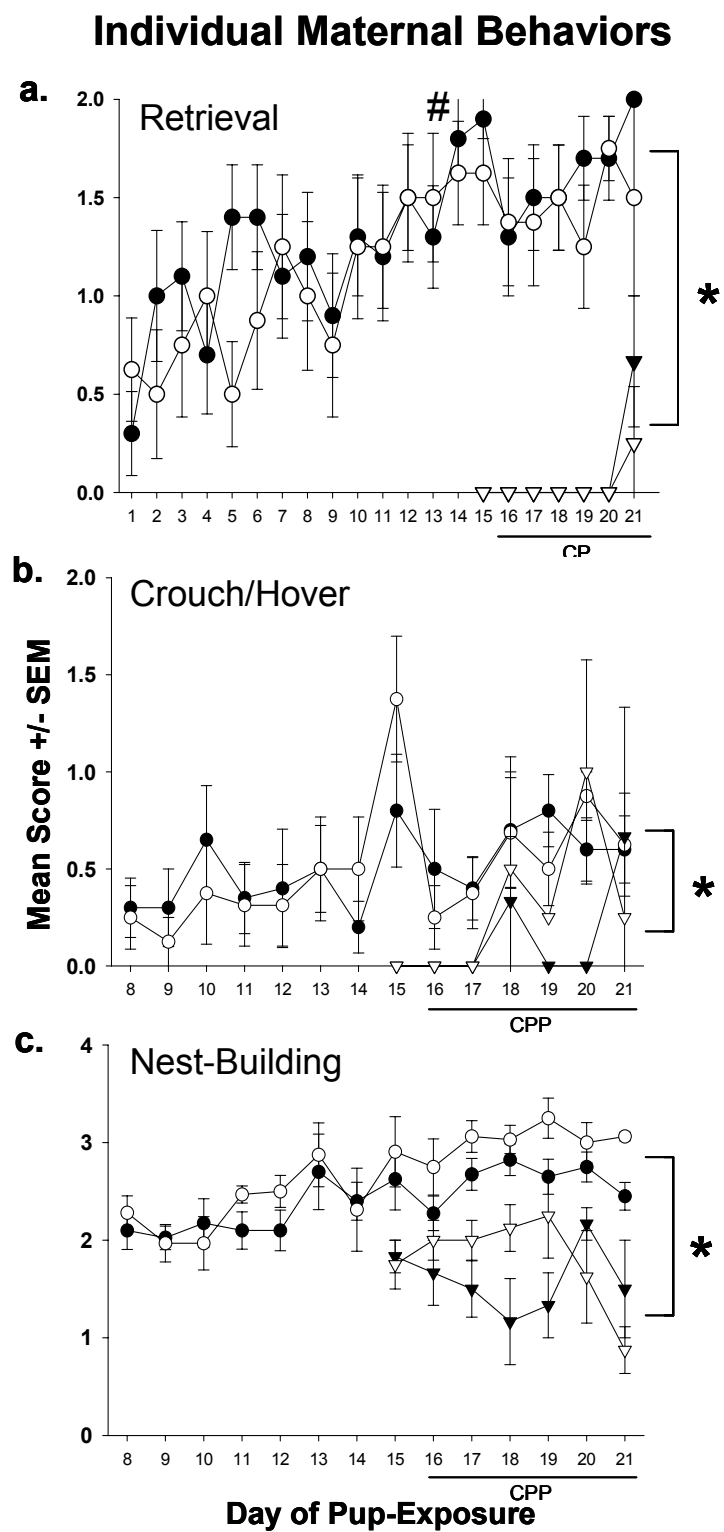 Individual Maternal Behaviors
a.
Retrieval
#
2.0
1.5
1.0
0.5
0.0
*
1 2 3 4 5 6 7 8 9 10 11 12 13 14 15 16 17 18 19 20 21
CP
b.
Crouch/Hover
2.0
1.5
1.0
0.5
0.0
*
Mean Score +/- SEM
8 9 10 11 12 13 14 15 16 17 18 19 20 21
CPP
c.
Nest-Building
4
3
2
1
0
*
8 9 10 11 12 13 14 15 16 17 18 19 20 21
CPP
Day of Pup-Exposure